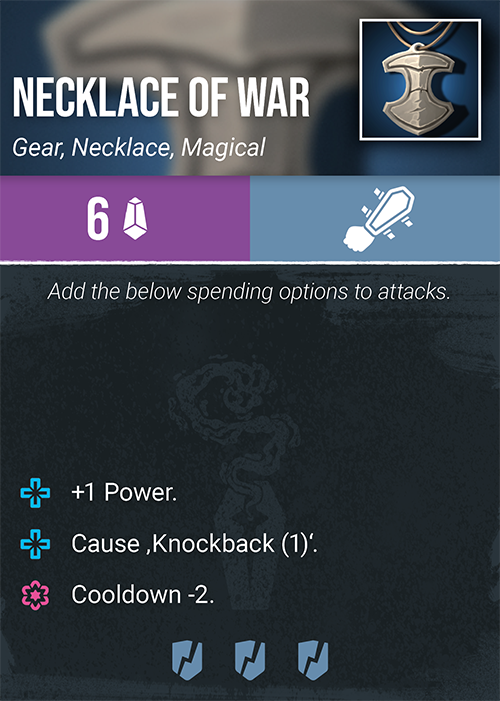 NECKLACE OF WAR
Gear, Necklace, Magical
6
Add the below spending options to attacks.
+1 Power.
Cause ‚Knockback (1)‘.
Cooldown -2.